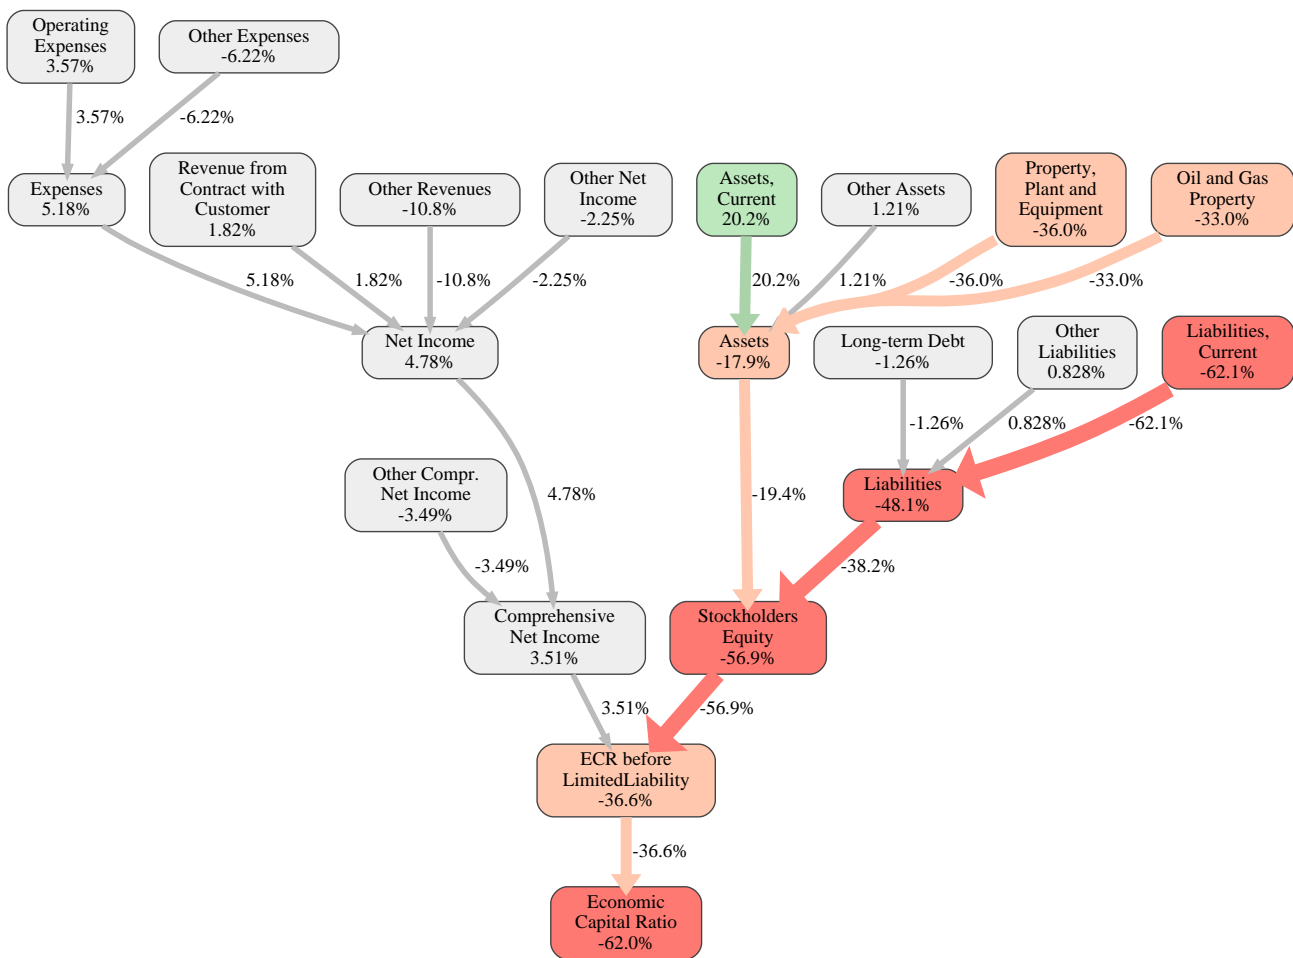 Operating
Expenses
3.57%
Other Expenses
-6.22%
3.57%
-6.22%
Expenses
5.18%
Revenue from
Contract with
Customer
1.82%
Other Revenues
-10.8%
Other Net
Income
-2.25%
Assets,
Current
20.2%
Other Assets
1.21%
Property,
Plant and
Equipment
-36.0%
Oil and Gas
Property
-33.0%
5.18%
1.82%
-10.8%
-2.25%
20.2%
1.21%
-36.0%
-33.0%
Net Income
4.78%
Assets
-17.9%
Long-term Debt
-1.26%
Other
Liabilities
0.828%
Liabilities,
Current
-62.1%
-1.26%
0.828%
-62.1%
Other Compr.
Net Income
-3.49%
4.78%
-19.4%
Liabilities
-48.1%
-3.49%
-38.2%
Comprehensive
Net Income
3.51%
Stockholders
Equity
-56.9%
3.51%
-56.9%
ECR before
LimitedLiability
-36.6%
-36.6%
Economic
Capital Ratio
-62.0%